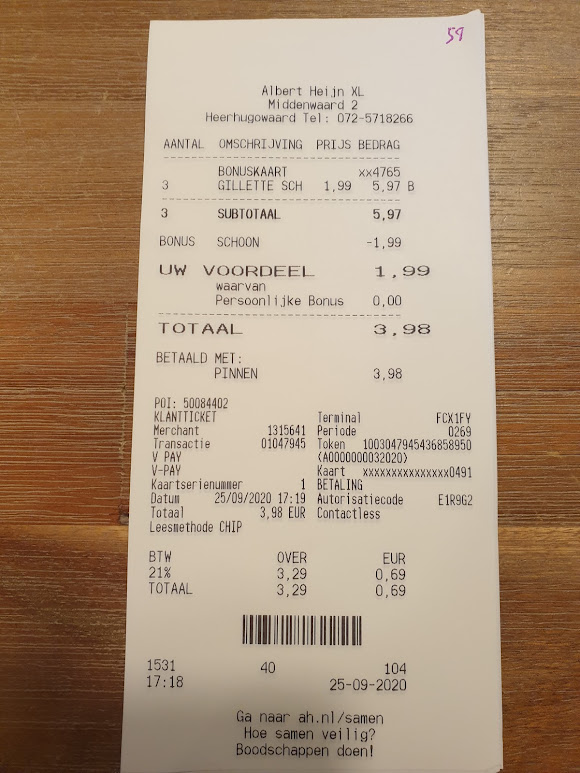 59
Albert Heijn XL
Middenwaard 2
Heerhugowaard Tel: 072-5718266
AANTAL OMSCHRIJVING PRIJS BEDRAG
BONUSKAART xx4765
3 GILLETTE SCH 1,99 5,97 B
3 SUBTOTAAL 5,97
BONUS SCHOON -1,99
UW VOORDEEL 1,99
waarvan
Persoonlijke Bonus 0,00
TOTAAL 3,98
BETAALD MET:
PINNEN 3,98
POI: 50084402
KLANTTICKET Terminal FCX1FY
Merchant 1315641 Periode 0269
Transactie 01047945 Token 1003047945436858950
V PAY (A0000000032020)
V-PAY Kaart xxxxxxxxxxxxxxx0491
Kaartserienummer 1 BETALING
Datum 25/09/2020 17:19 Autorisatiecode E1R9G2
Totaal 3,98 EUR Contactless
Leesmethode CHIP
BTW OVER EUR
21% 3,29 0,69
TOTAAL 3,29 0,69
1531 40 104
17:18 25-09-2020
Ga naar ah.nl/samen
Hoe samen veilig?
Boodschappen doen!